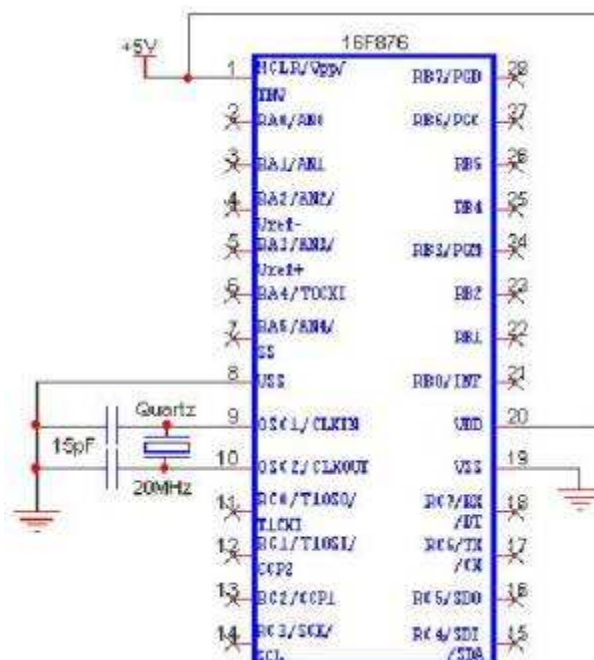 16F876
+5V
1 MCLR/Vpp/ RB7/PGD 28
THV
2 RA0/AN0 RB6/PGC 27
3 RA1/AN1 RB5 26
4 RA2/AN2/ RB4 25
Vref-
5 RA3/AN3/ RB3/PGM 24
Vref+
6 RA4/TOCKI RB2 23
7 RA5/AN4/ RB1 22
SS
8 VSS RB0/INT 21
Quartz 9 OSC1/CLKIN VDD 20
15pF
10 OSC2/CLKOUT VSS 19
20MHz
11 RC0/T1OSO/ RC7/RX 18
T1CKI /DT
12 RC1/T1OSI/ RC6/TX 17
CCP2 /CK
13 RC2/CCP1 RC5/SDO 16
14 RC3/SCK/ RC4/SDI 15
SCL /SDA